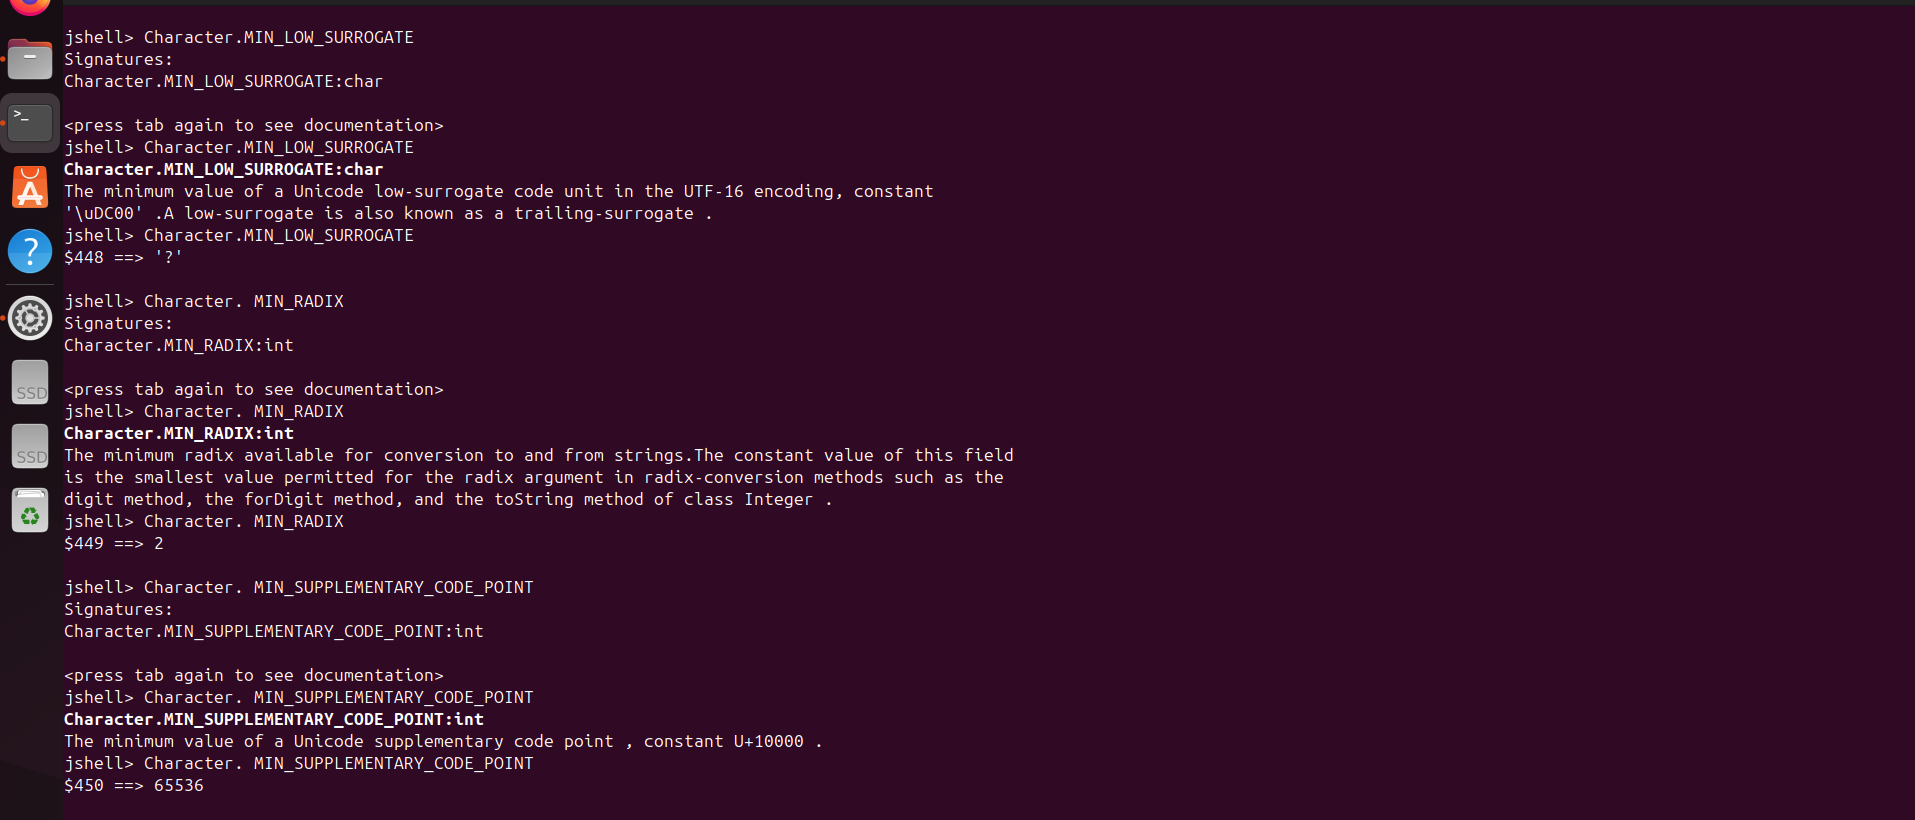 jshell> Character.MIN_LOW_SURROGATE
Signatures:
Character.MIN_LOW_SURROGATE:char
<press tab again to see documentation>
jshell> Character.MIN_LOW_SURROGATE
Character.MIN_LOW_SURROGATE:char
The minimum value of a Unicode low-surrogate code unit in the UTF-16 encoding, constant
'\uDC00' .A low-surrogate is also known as a trailing-surrogate .
jshell> Character.MIN_LOW_SURROGATE
$448 ==> '?'
jshell> Character. MIN_RADIX
Signatures:
Character.MIN_RADIX:int
<press tab again to see documentation>
jshell> Character. MIN_RADIX
Character.MIN_RADIX:int
The minimum radix available for conversion to and from strings.The constant value of this field
is the smallest value permitted for the radix argument in radix-conversion methods such as the
digit method, the forDigit method, and the toString method of class Integer .
jshell> Character. MIN_RADIX
$449 ==> 2
jshell> Character. MIN_SUPPLEMENTARY_CODE_POINT
Signatures:
Character.MIN_SUPPLEMENTARY_CODE_POINT:int
<press tab again to see documentation>
jshell> Character. MIN_SUPPLEMENTARY_CODE_POINT
Character.MIN_SUPPLEMENTARY_CODE_POINT:int
The minimum value of a Unicode supplementary code point , constant U+10000 .
jshell> Character. MIN_SUPPLEMENTARY_CODE_POINT
$450 ==> 65536
>_
A
?
SSD
SSD